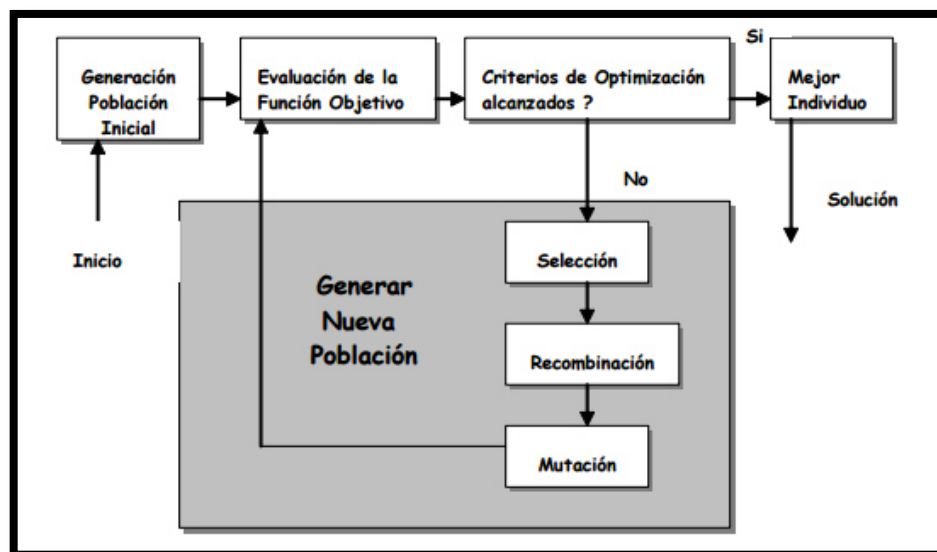 Generación
Población
Inicial
Evaluación de la
Función Objetivo
Criterios de Optimización
alcanzados ?
Si
Mejor
Individuo
No
Solución
Inicio
Generar
Nueva
Población
Selección
Recombinación
Mutación